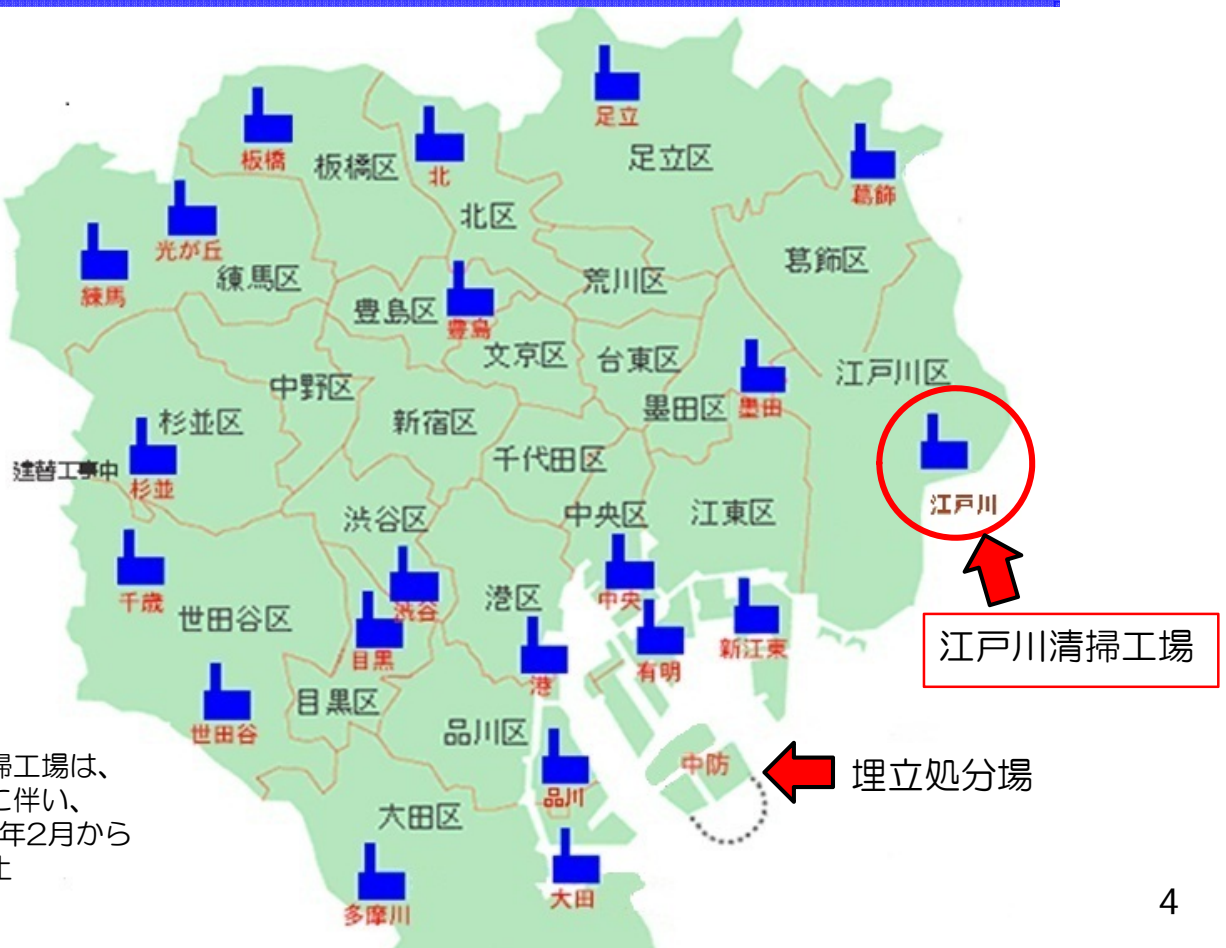 足立
板橋
板橋区
北
足立区
葛飾
北区
光が丘
練馬
練馬区
荒川区
葛飾区
豊島区
豊島
文京区
台東区
江戸川区
中野区
墨田区
墨田
杉並区
新宿区
千代田区
建替工事中
杉並
江戸川
渋谷区
中央区
江東区
千歳
世田谷区
渋谷
港区
中央
目黒
有明
新江東
江戸川清掃工場
港
目黒区
世田谷
品川区
中防
埋立処分場
掃工場は、
に伴い、
年2月から
止
品川
大田区
多摩川
大田
4